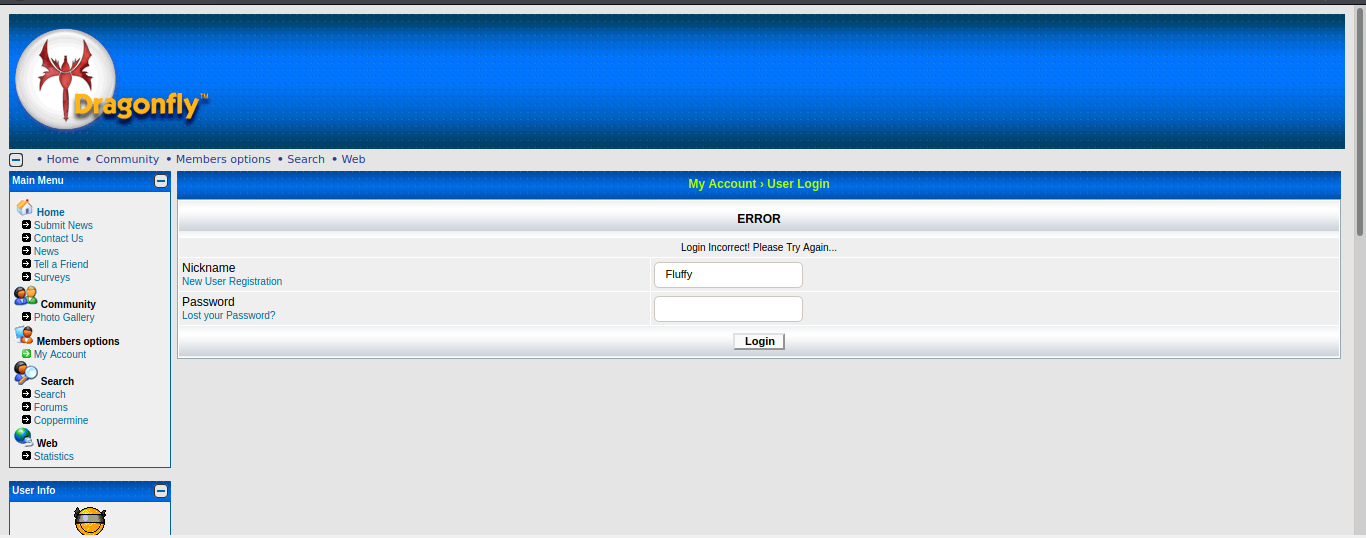 Dragonfly™
• Home • Community • Members options • Search • Web
Main Menu
Home
Submit News
Contact Us
News
Tell a Friend
Surveys
Community
Photo Gallery
Members options
My Account
Search
Search
Forums
Coppermine
Web
Statistics
User Info
My Account › User Login
ERROR
Login Incorrect! Please Try Again...
Nickname
New User Registration
Fluffy
Password
Lost your Password?
Login